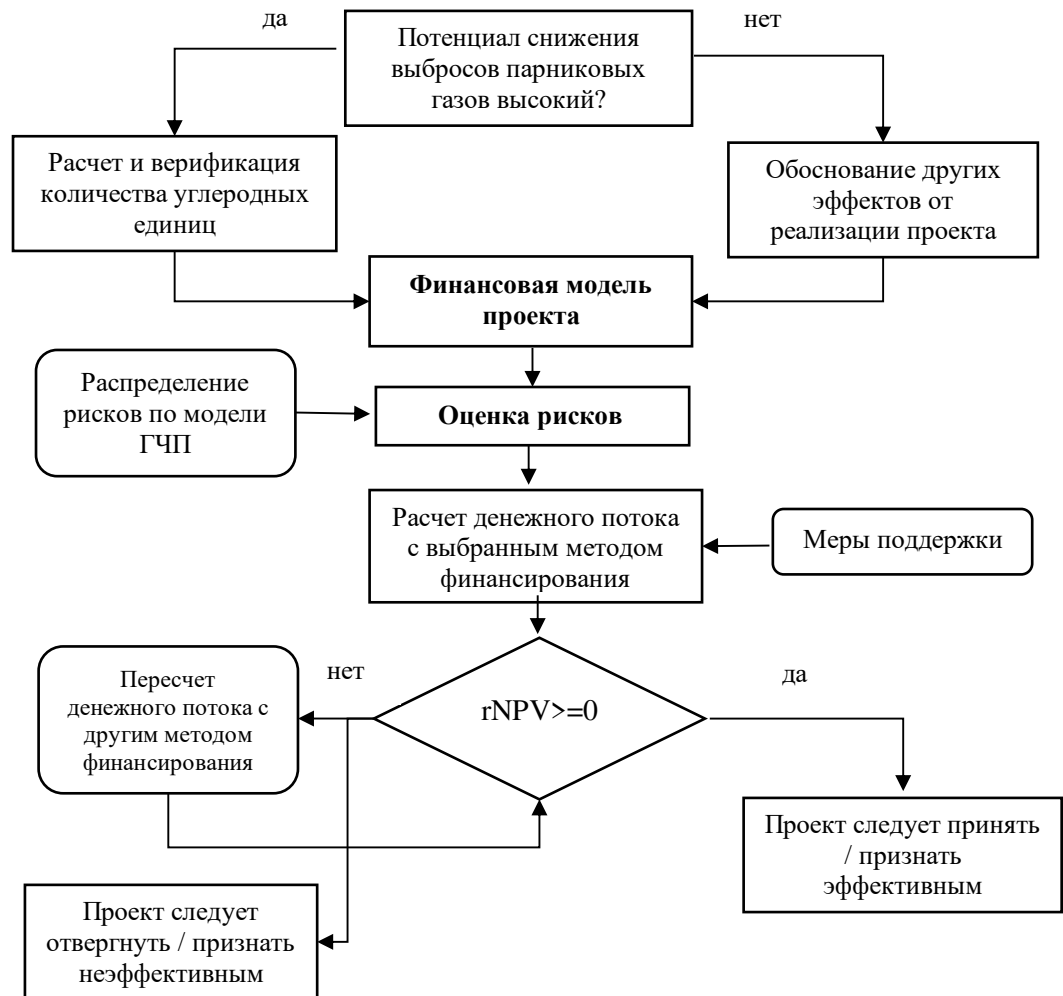 да
Потенциал снижения
выбросов парниковых
газов высокий?
нет
Расчет и верификация
количества углеродных
единиц
Обоснование других
эффектов от
реализации проекта
Финансовая модель
проекта
Распределение
рисков по модели
ГЧП
Оценка рисков
Расчет денежного потока
с выбранным методом
финансирования
Меры поддержки
нет
Пересчет
денежного потока с
другим методом
финансирования
rNPV>=0
да
Проект следует принять
/ признать
эффективным
Проект следует
отвергнуть / признать
неэффективным